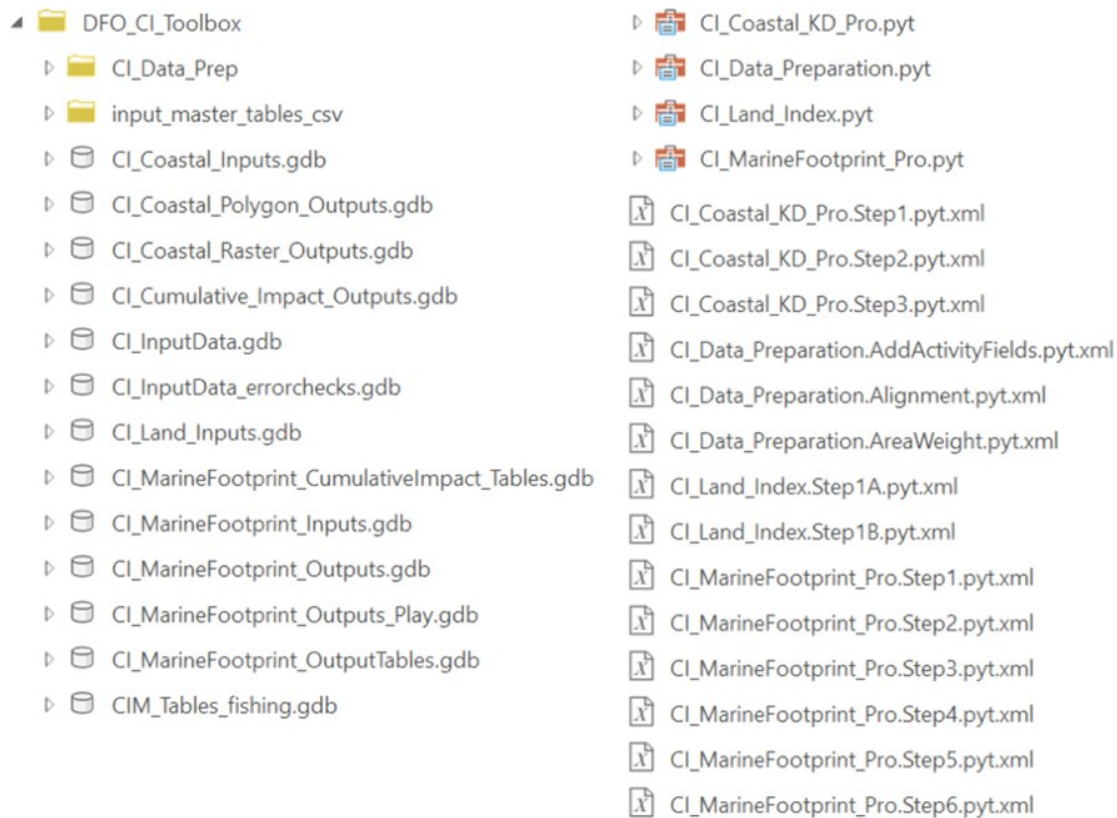 DFO_CI_Toolbox
CI_Data_Prep
input_master_tables_csv
CI_Coastal_Inputs.gdb
CI_Coastal_Polygon_Outputs.gdb
CI_Coastal_Raster_Outputs.gdb
CI_Cumulative_Impact_Outputs.gdb
CI_InputData.gdb
CI_InputData_errorchecks.gdb
CI_Land_Inputs.gdb
CI_MarineFootprint_CumulativeImpact_Tables.gdb
CI_MarineFootprint_Inputs.gdb
CI_MarineFootprint_Outputs.gdb
CI_MarineFootprint_Outputs_Play.gdb
CI_MarineFootprint_OutputTables.gdb
CIM_Tables_fishing.gdb
CI_Coastal_KD_Pro.pyt
CI_Data_Preparation.pyt
CI_Land_Index.pyt
CI_MarineFootprint_Pro.pyt
CI_Coastal_KD_Pro.Step1.pyt.xml
CI_Coastal_KD_Pro.Step2.pyt.xml
CI_Coastal_KD_Pro.Step3.pyt.xml
CI_Data_Preparation.AddActivityFields.pyt.xml
CI_Data_Preparation.Alignment.pyt.xml
CI_Data_Preparation.AreaWeight.pyt.xml
CI_Land_Index.Step1A.pyt.xml
CI_Land_Index.Step1B.pyt.xml
CI_MarineFootprint_Pro.Step1.pyt.xml
CI_MarineFootprint_Pro.Step2.pyt.xml
CI_MarineFootprint_Pro.Step3.pyt.xml
CI_MarineFootprint_Pro.Step4.pyt.xml
CI_MarineFootprint_Pro.Step5.pyt.xml
CI_MarineFootprint_Pro.Step6.pyt.xml